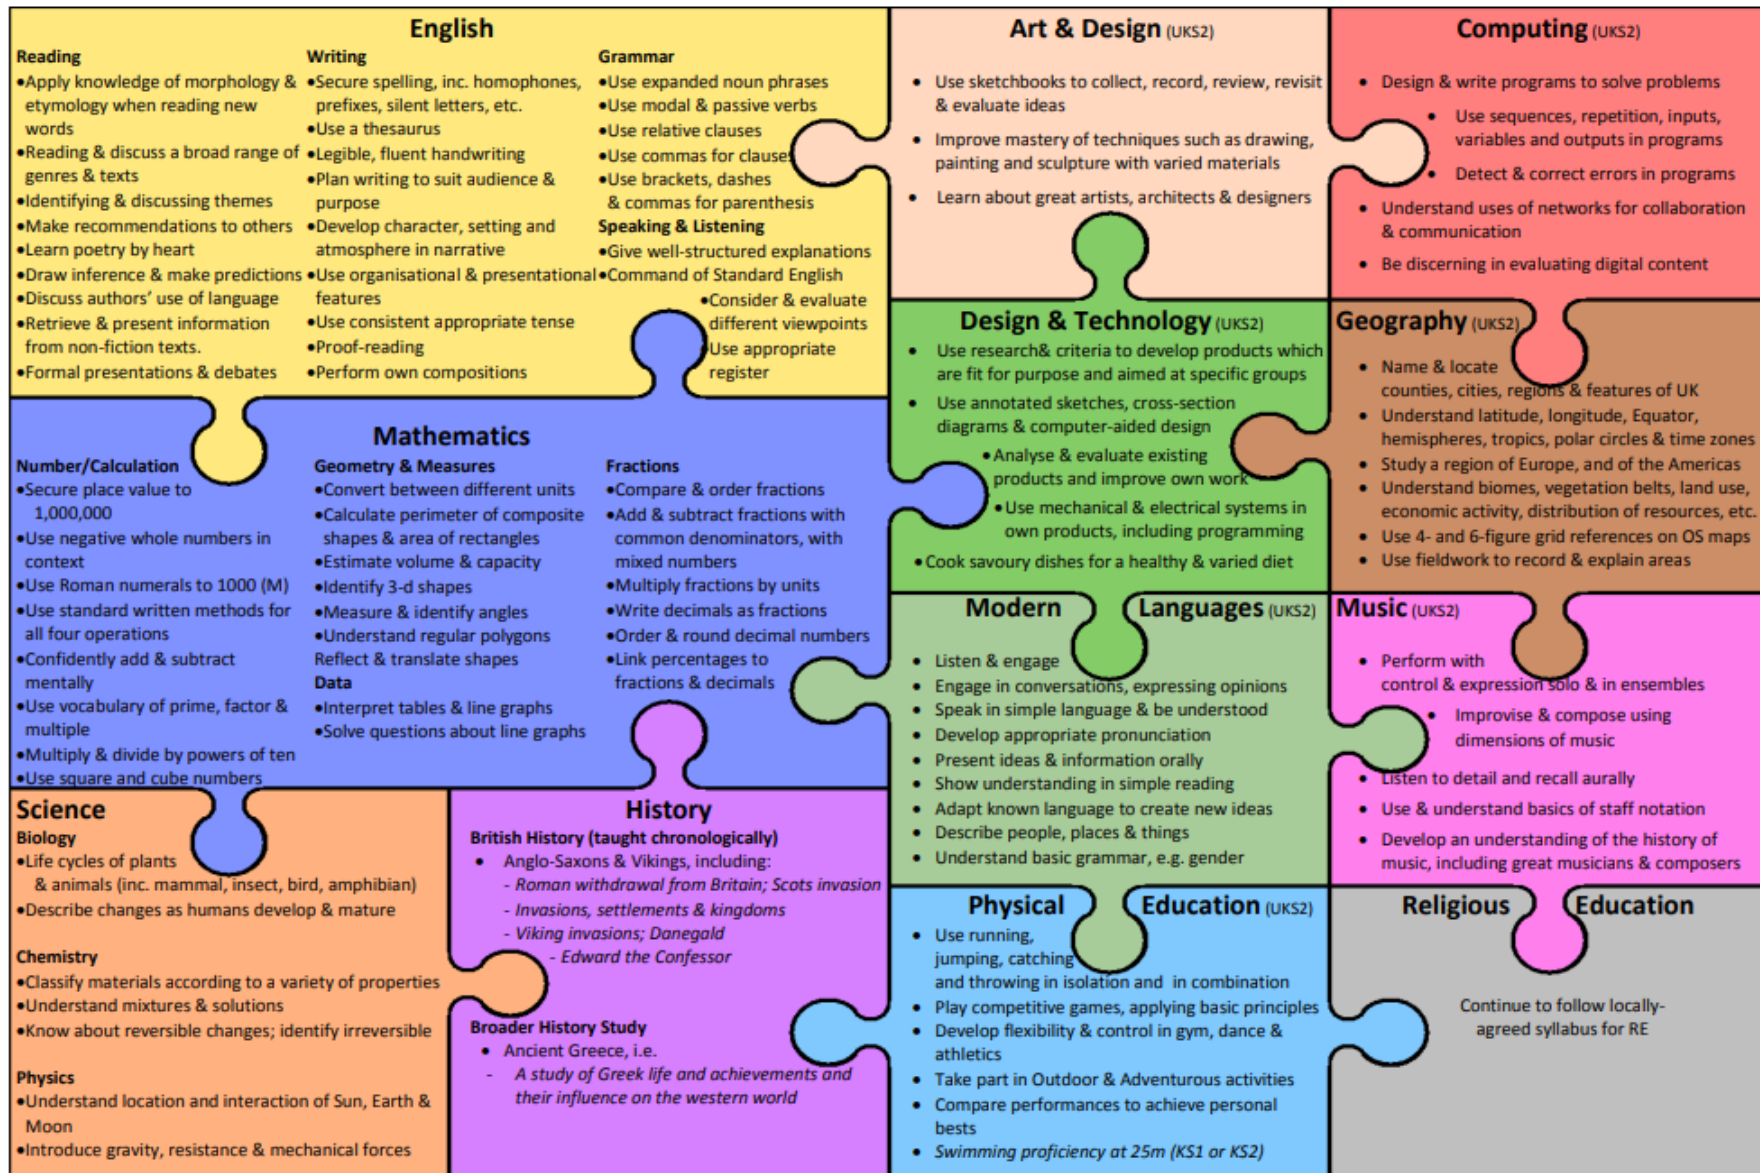 English
Reading
•Apply knowledge of morphology &
etymology when reading new
words
•Reading & discuss a broad range of
genres & texts
•Identifying & discussing themes
•Make recommendations to others
•Learn poetry by heart
•Draw inference & make predictions
•Discuss authors' use of language
•Retrieve & present information
from non-fiction texts.
•Formal presentations & debates
Writing
•Secure spelling, inc. homophones,
prefixes, silent letters, etc.
•Use a thesaurus
•Legible, fluent handwriting
•Plan writing to suit audience &
purpose
•Develop character, setting and
atmosphere in narrative
•Use organisational & presentational
features
•Use consistent appropriate tense
•Proof-reading
•Perform own compositions
Grammar
•Use expanded noun phrases
•Use modal & passive verbs
•Use relative clauses
•Use commas for clauses
•Use brackets, dashes
& commas for parenthesis
Speaking & Listening
•Give well-structured explanations
•Command of Standard English
•Consider & evaluate
different viewpoints
•Use appropriate
register
Art & Design (UKS2)
• Use sketchbooks to collect, record, review, revisit
& evaluate ideas
• Improve mastery of techniques such as drawing,
painting and sculpture with varied materials
• Learn about great artists, architects & designers
Computing (UKS2)
• Design & write programs to solve problems
• Use sequences, repetition, inputs,
variables and outputs in programs
• Detect & correct errors in programs
• Understand uses of networks for collaboration
& communication
• Be discerning in evaluating digital content
Mathematics
Number/Calculation
•Secure place value to
1,000,000
•Use negative whole numbers in
context
•Use Roman numerals to 1000 (M)
•Use standard written methods for
all four operations
•Confidently add & subtract
mentally
•Use vocabulary of prime, factor &
multiple
•Multiply & divide by powers of ten
•Use square and cube numbers
Geometry & Measures
•Convert between different units
•Calculate perimeter of composite
shapes & area of rectangles
•Estimate volume & capacity
•Identify 3-d shapes
•Measure & identify angles
•Understand regular polygons
Reflect & translate shapes
Data
•Interpret tables & line graphs
•Solve questions about line graphs
Fractions
•Compare & order fractions
•Add & subtract fractions with
common denominators, with
mixed numbers
•Multiply fractions by units
•Write decimals as fractions
•Order & round decimal numbers
•Link percentages to
fractions & decimals
Design & Technology (UKS2)
• Use research& criteria to develop products which
are fit for purpose and aimed at specific groups
• Use annotated sketches, cross-section
diagrams & computer-aided design
•Analyse & evaluate existing
products and improve own work
•Use mechanical & electrical systems in
own products, including programming
•Cook savoury dishes for a healthy & varied diet
Geography (UKS2)
• Name & locate
counties, cities, regions & features of UK
• Understand latitude, longitude, Equator,
hemispheres, tropics, polar circles & time zones
• Study a region of Europe, and of the Americas
• Understand biomes, vegetation belts, land use,
economic activity, distribution of resources, etc.
• Use 4- and 6-figure grid references on OS maps
• Use fieldwork to record & explain areas
Modern Languages (UKS2)
• Listen & engage
• Engage in conversations, expressing opinions
• Speak in simple language & be understood
• Develop appropriate pronunciation
• Present ideas & information orally
• Show understanding in simple reading
• Adapt known language to create new ideas
• Describe people, places & things
• Understand basic grammar, e.g. gender
Music (UKS2)
• Perform with
control & expression solo & in ensembles
• Improvise & compose using
dimensions of music
• Listen to detail and recall aurally
• Use & understand basics of staff notation
• Develop an understanding of the history of
music, including great musicians & composers
Science
Biology
•Life cycles of plants
& animals (inc. mammal, insect, bird, amphibian)
•Describe changes as humans develop & mature
Chemistry
•Classify materials according to a variety of properties
•Understand mixtures & solutions
•Know about reversible changes; identify irreversible
Physics
•Understand location and interaction of Sun, Earth &
Moon
•Introduce gravity, resistance & mechanical forces
History
British History (taught chronologically)
• Anglo-Saxons & Vikings, including:
- Roman withdrawal from Britain; Scots invasion
- Invasions, settlements & kingdoms
- Viking invasions; Danegald
- Edward the Confessor
Broader History Study
• Ancient Greece, i.e.
- A study of Greek life and achievements and
their influence on the western world
Physical Education (UKS2)
• Use running,
jumping, catching
and throwing in isolation and in combination
• Play competitive games, applying basic principles
• Develop flexibility & control in gym, dance &
athletics
• Take part in Outdoor & Adventurous activities
• Compare performances to achieve personal
bests
• Swimming proficiency at 25m (KS1 or KS2)
Religious Education
Continue to follow locally-
agreed syllabus for RE